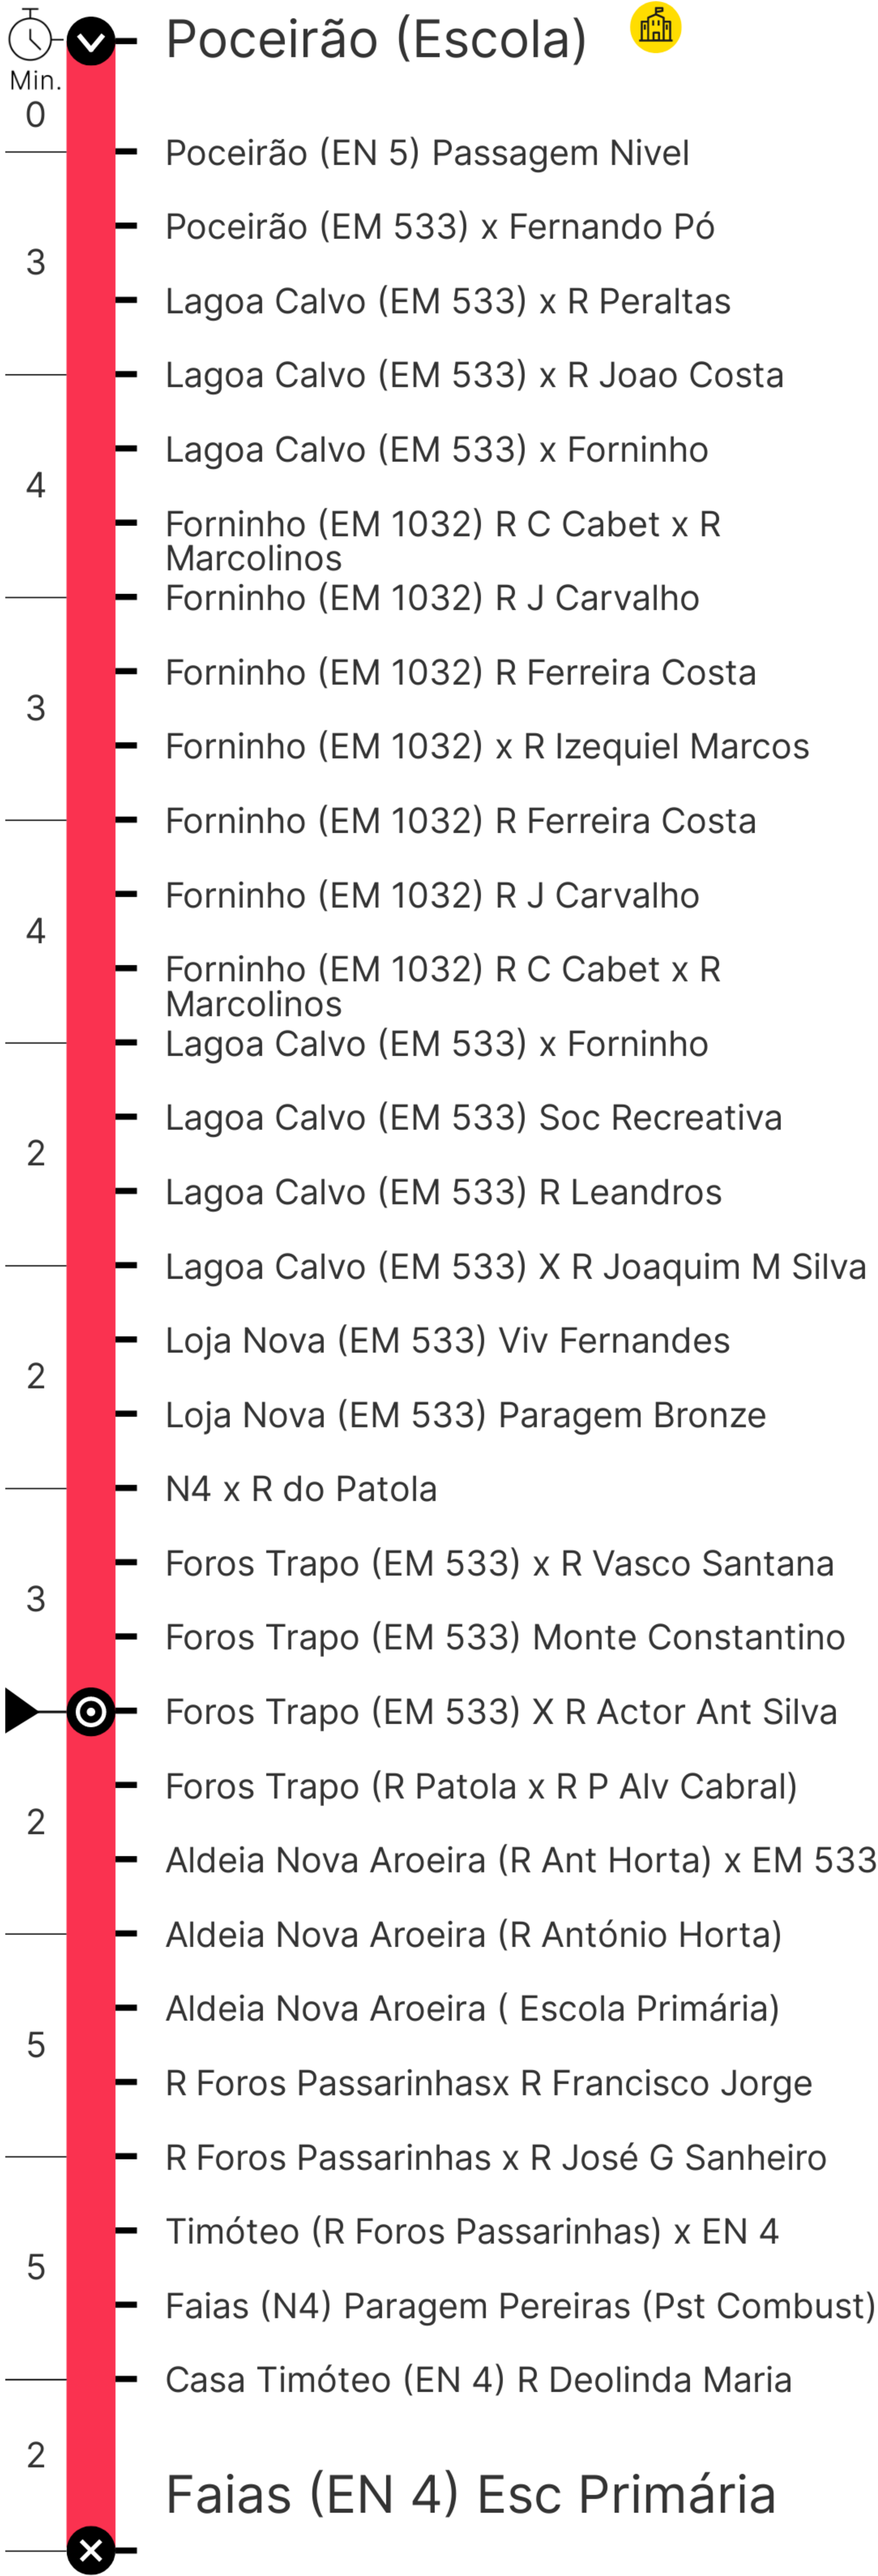 Poceirão (Escola)
Min.
0
Poceirão (EN 5) Passagem Nivel
Poceirão (EM 533) x Fernando Pó
3
Lagoa Calvo (EM 533) x R Peraltas
Lagoa Calvo (EM 533) x R Joao Costa
Lagoa Calvo (EM 533) x Forninho
4
Forninho (EM 1032) R C Cabet x R
Marcolinos
Forninho (EM 1032) R J Carvalho
Forninho (EM 1032) R Ferreira Costa
3
Forninho (EM 1032) x R Izequiel Marcos
Forninho (EM 1032) R Ferreira Costa
Forninho (EM 1032) R J Carvalho
4
Forninho (EM 1032) R C Cabet x R
Marcolinos
Lagoa Calvo (EM 533) x Forninho
Lagoa Calvo (EM 533) Soc Recreativa
2
Lagoa Calvo (EM 533) R Leandros
Lagoa Calvo (EM 533) X R Joaquim M Silva
Loja Nova (EM 533) Viv Fernandes
2
Loja Nova (EM 533) Paragem Bronze
N4 x R do Patola
Foros Trapo (EM 533) x R Vasco Santana
3
Foros Trapo (EM 533) Monte Constantino
Foros Trapo (EM 533) X R Actor Ant Silva
Foros Trapo (R Patola x R P Alv Cabral)
2
Aldeia Nova Aroeira (R Ant Horta) x EM 533
Aldeia Nova Aroeira (R António Horta)
Aldeia Nova Aroeira ( Escola Primária)
5
R Foros Passarinhasx R Francisco Jorge
R Foros Passarinhas x R José G Sanheiro
Timóteo (R Foros Passarinhas) x EN 4
5
Faias (N4) Paragem Pereiras (Pst Combust)
Casa Timóteo (EN 4) R Deolinda Maria
2
Faias (EN 4) Esc Primária